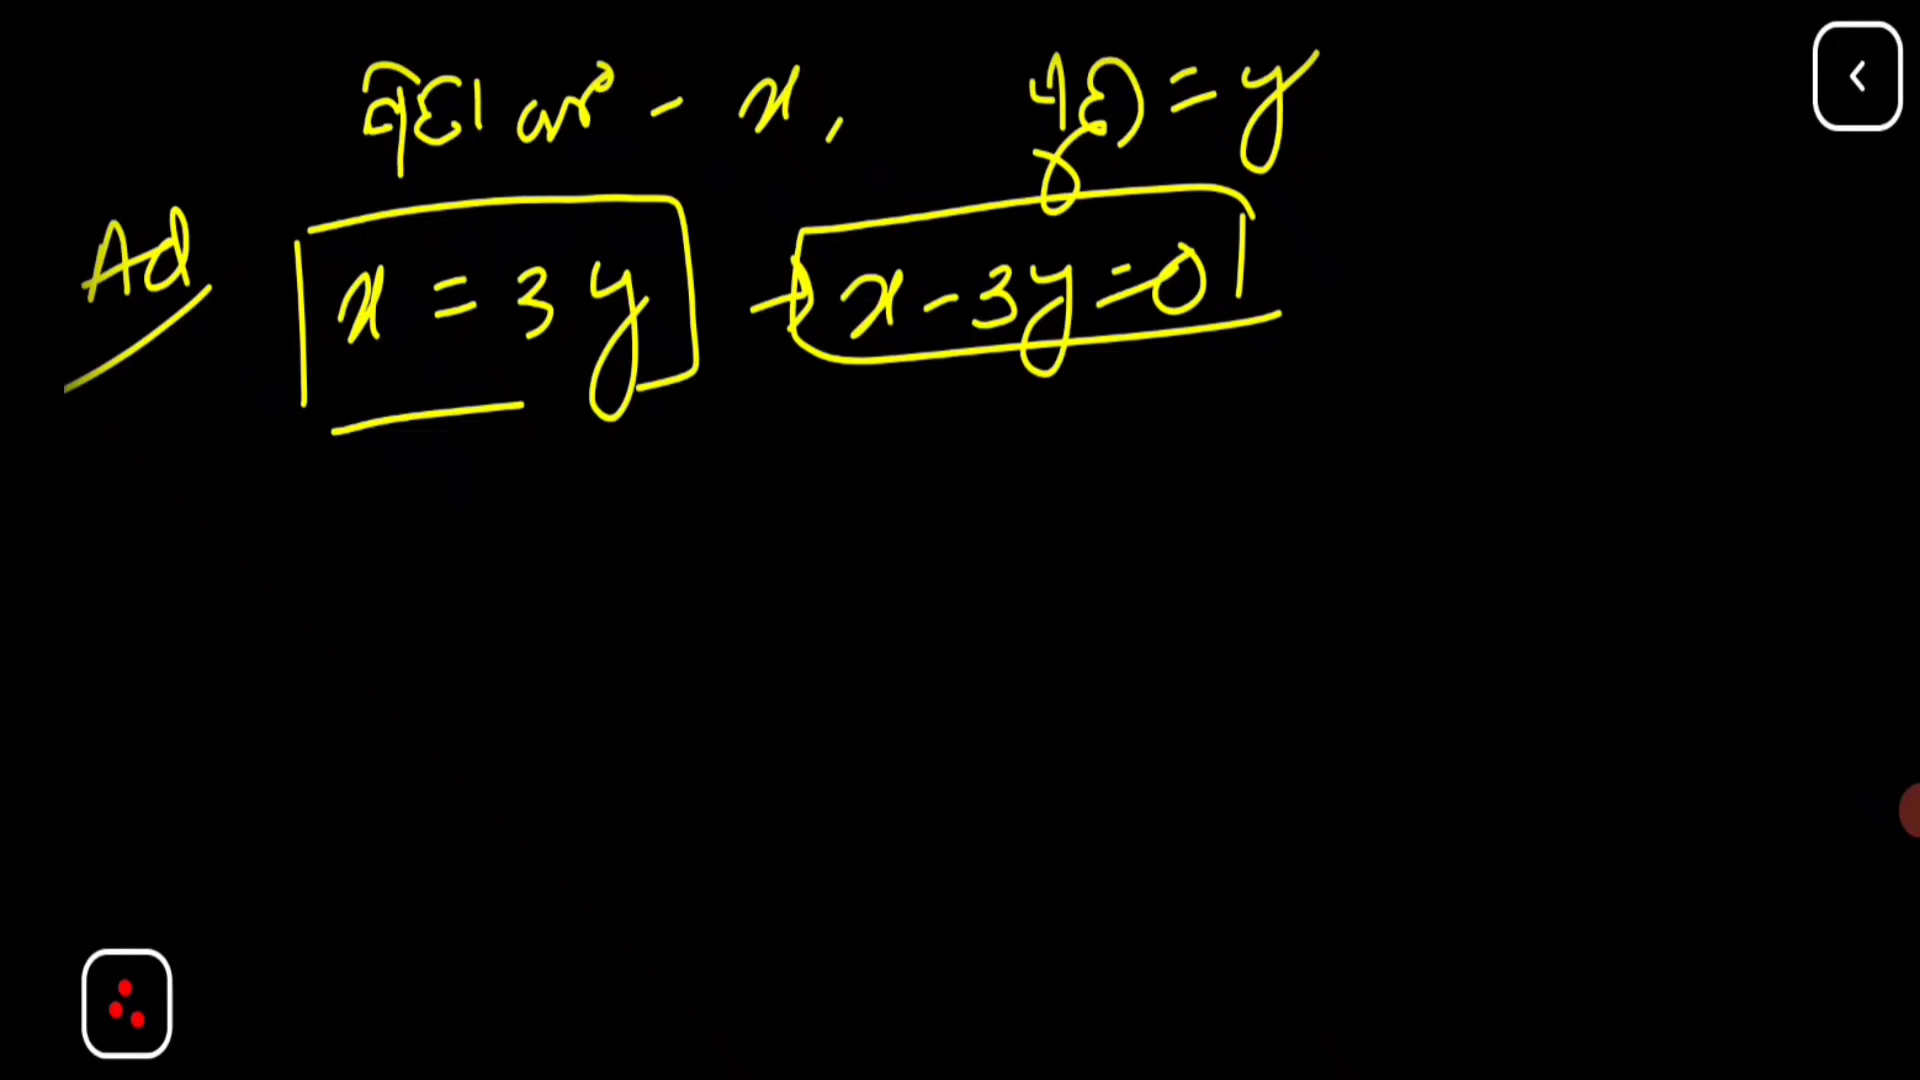 - x, = y
Ad x = 3y → x - 3y = 0